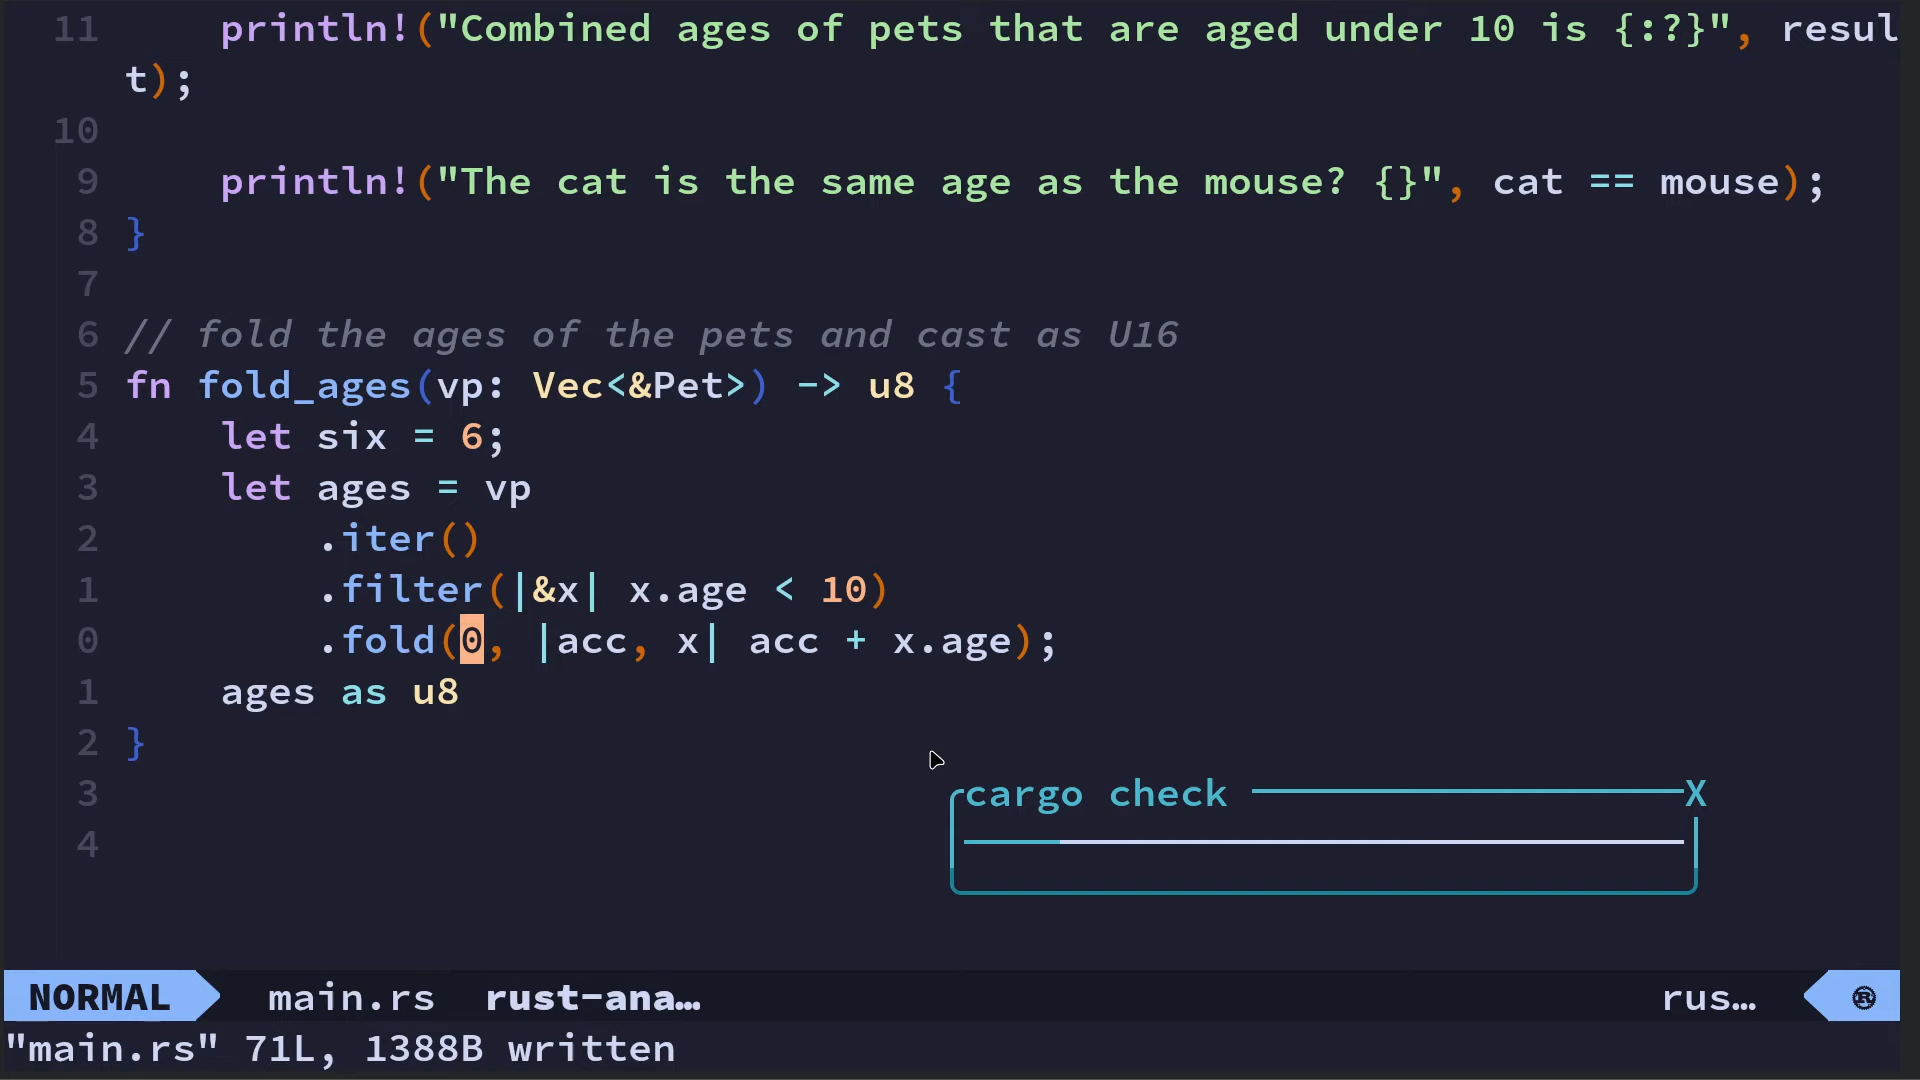 11     println!("Combined ages of pets that are aged under 10 is {:?}", resul
t);
10
9     println!("The cat is the same age as the mouse? {}", cat == mouse);
8 }
7
6 // fold the ages of the pets and cast as U16
5 fn fold_ages(vp: Vec<&Pet>) -> u8 {
4     let six = 6;
3     let ages = vp
2         .iter()
1         .filter(|&x| x.age < 10)
0         .fold(0, |acc, x| acc + x.age);
1     ages as u8
2 }
3
cargo check X
4
NORMAL main.rs rust-ana… rus… ®
"main.rs" 71L, 1388B written